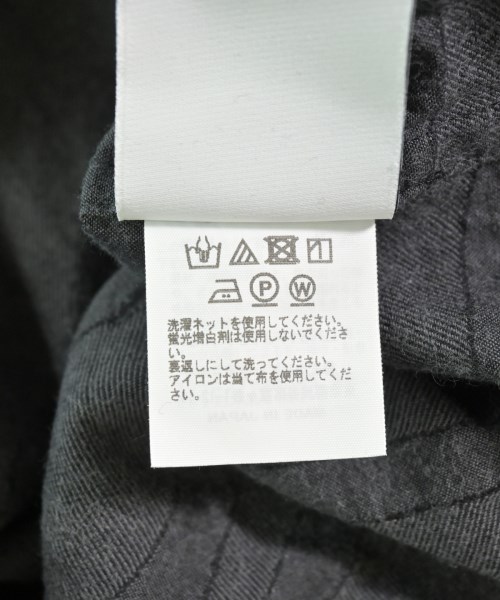 P W
洗濯ネットを使用してください。
蛍光増白剤は使用しないでくださ
い。
裏返しにして洗ってください。
アイロンは当て布を使用してくだ
さい。
MADE IN JAPAN